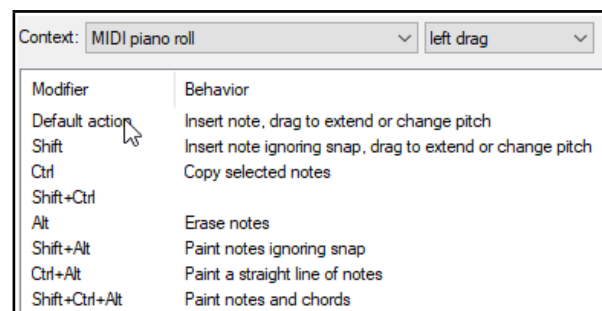 Context: MIDI piano roll left drag
Modifier Behavior
Default action Insert note, drag to extend or change pitch
Shift Insert note ignoring snap, drag to extend or change pitch
Ctrl Copy selected notes
Shift+Ctrl
Alt Erase notes
Shift+Alt Paint notes ignoring snap
Ctrl+Alt Paint a straight line of notes
Shift+Ctrl+Alt Paint notes and chords